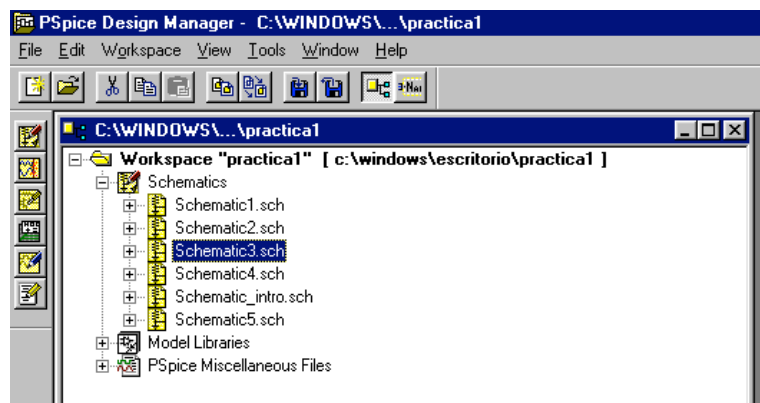 PSpice Design Manager - C:\WINDOWS\...\practica1
File Edit Workspace View Tools Window Help
C:\WINDOWS\...\practica1
Workspace "practica1" [ c:\windows\escritorio\practica1 ]
Schematics
Schematic1.sch
Schematic2.sch
Schematic3.sch
Schematic4.sch
Schematic_intro.sch
Schematic5.sch
Model Libraries
PSpice Miscellaneous Files